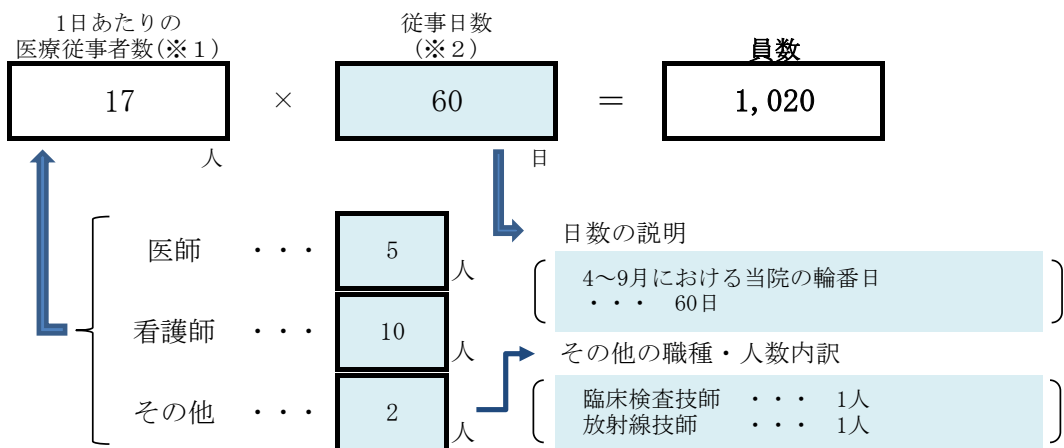 1日あたりの
医療従事者数(※1)
従事日数
(※2)
員数
17 × 60 = 1,020
人
日
医師 ・・・ 5 人
看護師 ・・・ 10 人
その他 ・・・ 2 人
日数の説明
4～9月における当院の輪番日
・・・ 60日
その他の職種・人数内訳
臨床検査技師 ・・・ 1人
放射線技師 ・・・ 1人